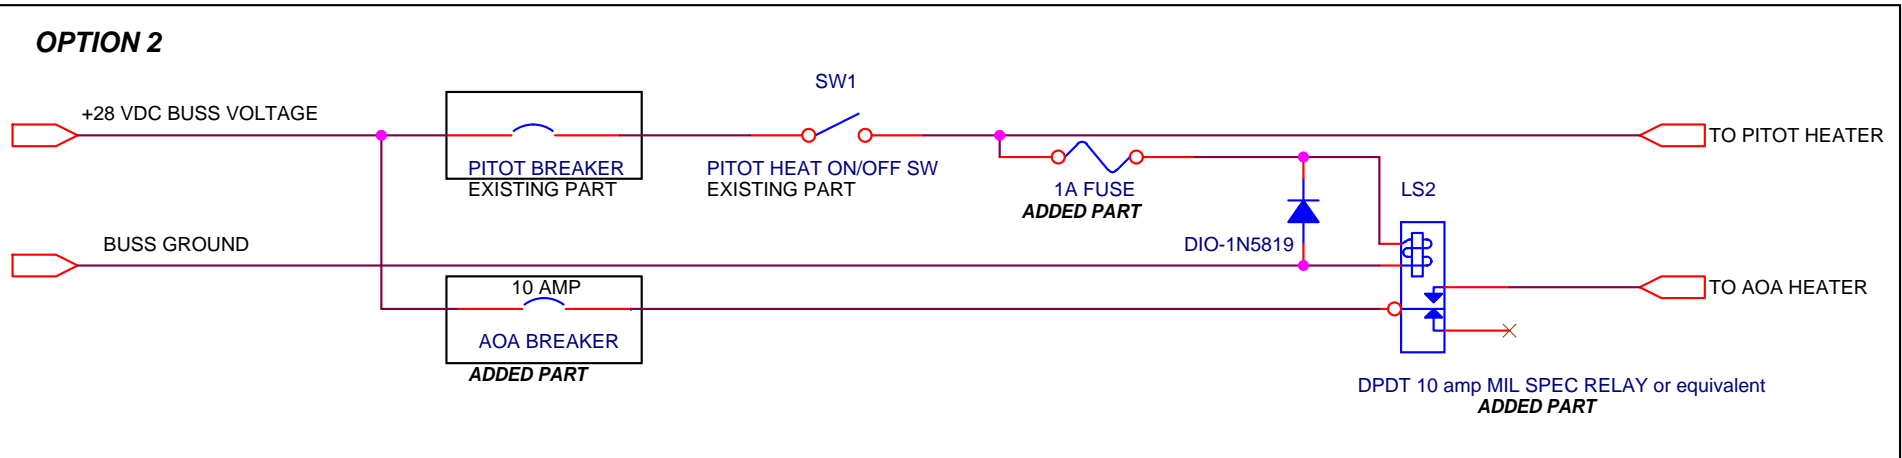 OPTION 2
SW1
+28 VDC BUSS VOLTAGE
TO PITOT HEATER
PITOT BREAKER
EXISTING PART
PITOT HEAT ON/OFF SW
EXISTING PART
1A FUSE
ADDED PART
LS2
BUSS GROUND
DIO-1N5819
10 AMP
TO AOA HEATER
AOA BREAKER
ADDED PART
DPDT 10 amp MIL SPEC RELAY or equivalent
ADDED PART